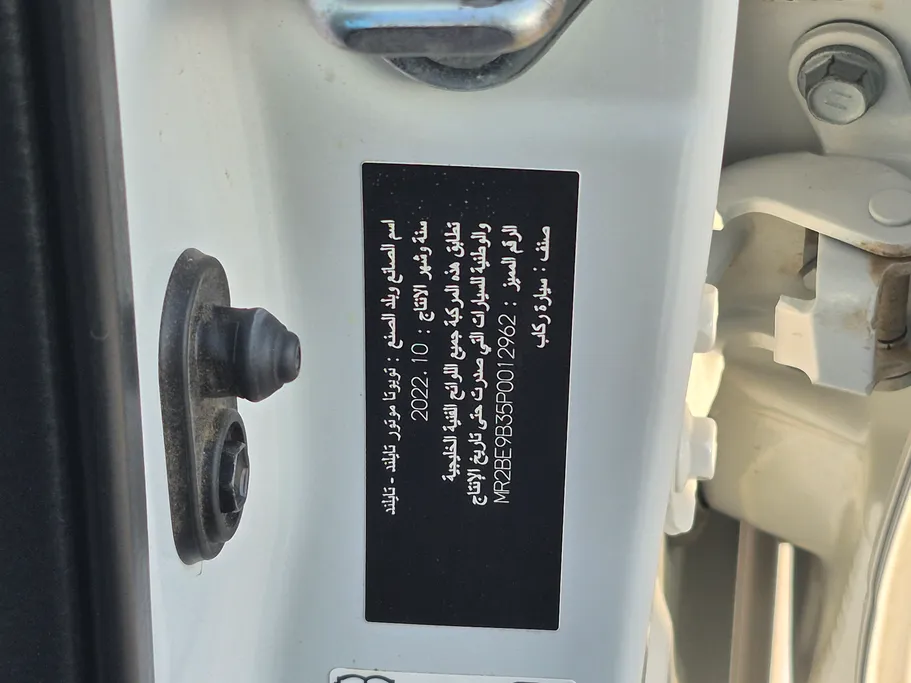 اسم الصانع وبلد الصنع : تويوتا موتور تايلند - تايلند
سنة وشهر الانتاج : 2022.10
تطابق هذه المركبة جميع اللوائح الفنية الخليجية
والوطنية للسيارات التي صدرت حتى تاريخ الإنتاج
الرقم المميز : MR2BE9B35P0012962
صنف : سيارة ركاب